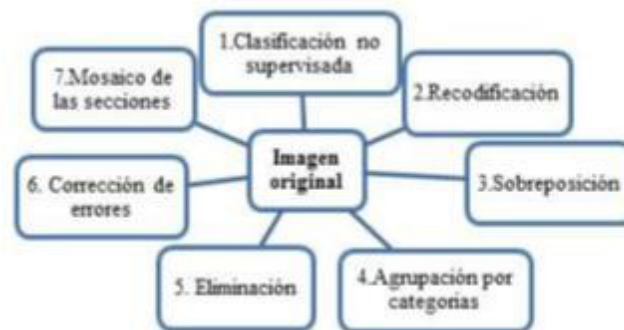 1.Clasificación no
supervisada
2.Recodificación
3.Sobreposición
4.Agrupación por
categorias
5. Eliminación
6. Corrección de
errores
7.Mosaico de
las secciones
Imagen
original